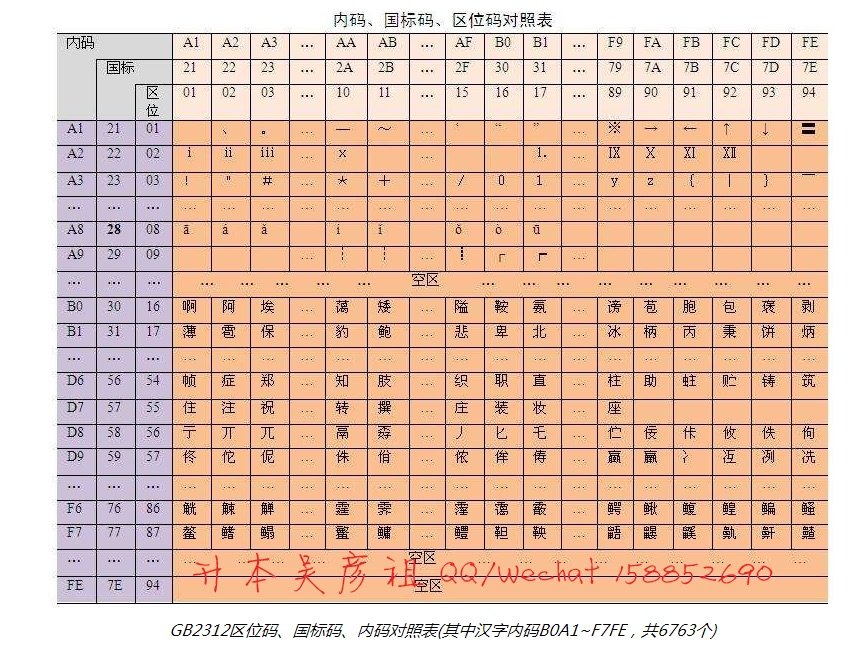 内码、国标码、区位码对照表
内码 A1 A2 A3 … AA AB … AF B0 B1 … F9 FA FB FC FD FE
国标 21 22 23 … 2A 2B … 2F 30 31 … 79 7A 7B 7C 7D 7E
区位 01 02 03 … 10 11 … 15 16 17 … 89 90 91 92 93 94
A1 21 01 、 。 … — ～ … ‘ “ ” … ※ → ← ↑ ↓ 〓
A2 22 02 i ii iii … x … 1. … Ⅸ Ⅹ Ⅺ Ⅻ
A3 23 03 ! " # … * + … / 0 1 … y z { | } ￣
… … … … … … … … … … … … … … … … … … …
A8 28 08 ā á ǎ í ǐ ǒ ò ū
A9 29 09 … ┆ ┇ … ┋ ┌ ┍ …
… … … … … … … … 空区 … … … … … … … … …
B0 30 16 啊 阿 埃 … 蔼 矮 … 隘 鞍 氨 … 谤 苞 胞 包 褒 剥
B1 31 17 薄 雹 保 … 豹 鲍 … 悲 卑 北 … 冰 柄 丙 秉 饼 炳
… … … … … … … … … … … … … … … … … … …
D6 56 54 帧 症 郑 … 知 肢 … 织 职 直 … 柱 助 蛀 贮 铸 筑
D7 57 55 住 注 祝 … 转 撰 … 庄 装 妆 … 座
D8 58 56 亍 丌 兀 … 鬲 孬 … 丿 匕 乇 … 伫 佞 佧 攸 佚 佝
D9 59 57 佟 佗 伲 … 侏 佾 … 侬 侔 俦 … 羸 赢 冫 冱 冽 冼
… … … … … … … … … … … … … … … … … … …
F6 76 86 觥 觫 觯 … 霪 霁 … 霪 霭 霰 … 鳄 鳅 鳆 鳇 鳊 鳋
F7 77 87 鳌 鳍 鳎 … 鳘 鳙 … 鳢 靼 鞅 … 鼯 鼹 鼷 鼽 鼾 齄
… … … … 空区 …
FE 7E 94 空区
升本吴彦祖 QQ/Wechat 158852690
GB2312区位码、国标码、内码对照表(其中汉字内码B0A1~F7FE，共6763个)